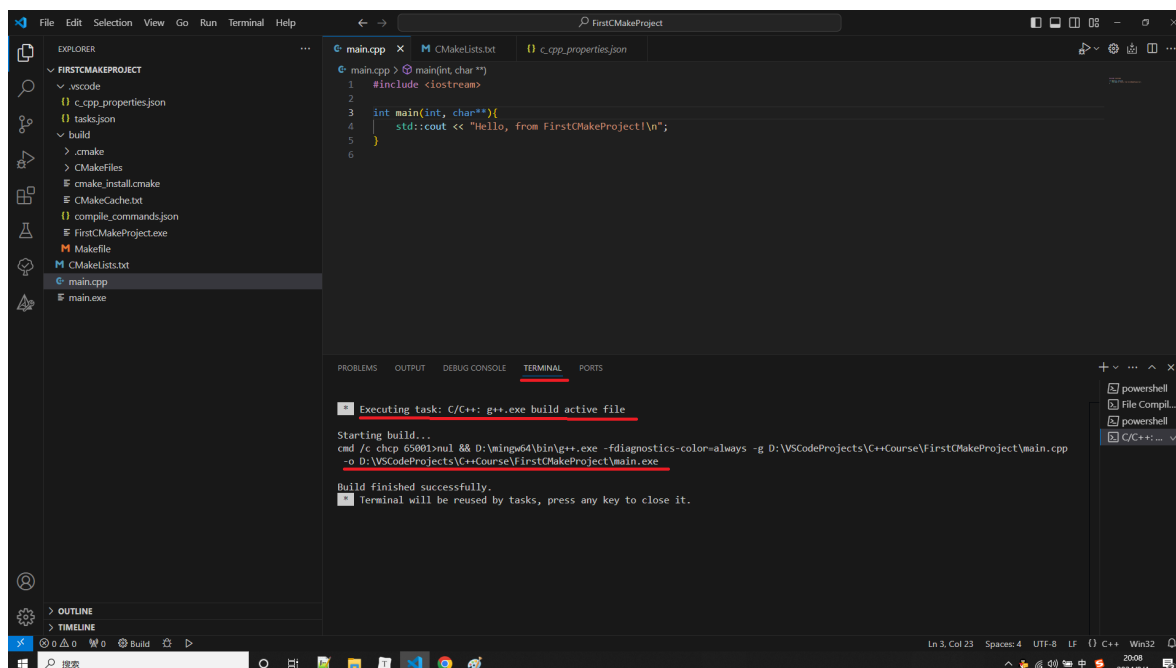 File Edit Selection View Go Run Terminal Help
FirstCMakeProject
EXPLORER
main.cpp
CMakeLists.txt
c_cpp_properties.json
FIRSTCMAKEPROJECT
.vscode
c_cpp_properties.json
tasks.json
build
.cmake
CMakeFiles
cmake_install.cmake
CMakeCache.txt
compile_commands.json
FirstCMakeProject.exe
Makefile
CMakeLists.txt
main.cpp
main.exe
main.cpp > main(int, char **)
1 #include <iostream>
2
3 int main(int, char**){
4 std::cout << "Hello, from FirstCMakeProject!\n";
5 }
6
PROBLEMS OUTPUT DEBUG CONSOLE TERMINAL PORTS
* Executing task: C/C++: g++.exe build active file
Starting build...
cmd /c chcp 65001>nul && D:\mingw64\bin\g++.exe -fdiagnostics-color=always -g D:\VSCodeProjects\C++Course\FirstCMakeProject\main.cpp
-o D:\VSCodeProjects\C++Course\FirstCMakeProject\main.exe
Build finished successfully.
* Terminal will be reused by tasks, press any key to close it.
powershell
File Compil...
powershell
C/C++: ...
OUTLINE
TIMELINE
0 0 0 Build
Ln 3, Col 23 Spaces: 4 UTF-8 LF {} C++ Win32
搜索
中
20:08